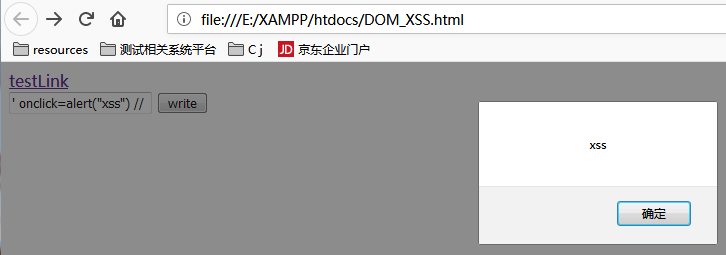 file:///E:/XAMPP/htdocs/DOM_XSS.html
resources 测试相关系统平台 C j JD 京东企业门户
testLink
' onclick=alert("xss") // write
xss
确定